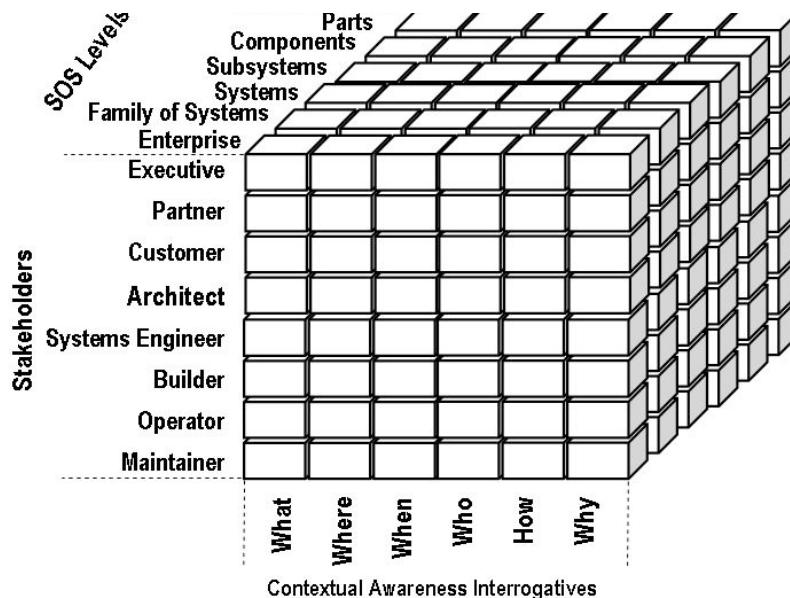 Parts
Components
Subsystems
Systems
Family of Systems
Enterprise
SOS Levels
Executive
Partner
Customer
Architect
Systems Engineer
Builder
Operator
Maintainer
Stakeholders
What
Where
When
Who
How
Why
Contextual Awareness Interrogatives